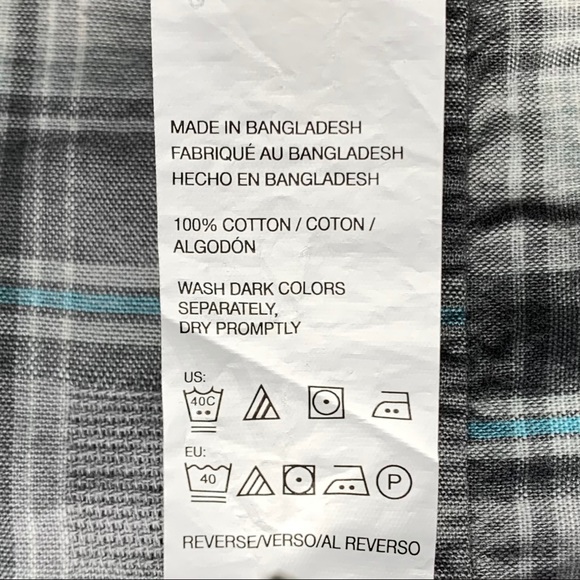 MADE IN BANGLADESH
FABRIQUÉ AU BANGLADESH
HECHO EN BANGLADESH
100% COTTON / COTON /
ALGODÓN
WASH DARK COLORS
SEPARATELY,
DRY PROMPTLY
US:
40C
EU:
40 P
REVERSE/VERSO/AL REVERSO